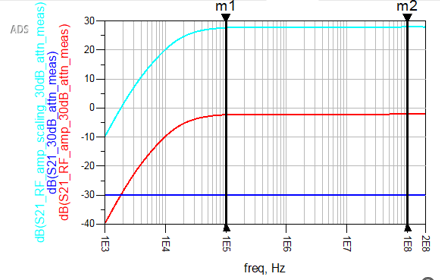 m1 m2
ADS
dB(S21_RF_amp_scaling_30dB_attn_meas)
dB(S21_30dB_attn_meas)
dB(S21_RF_amp_30dB_attn_meas)
30
20
10
0
-10
-20
-30
-40
1E3 1E4 1E5 1E6 1E7 1E8 2E8
freq, Hz